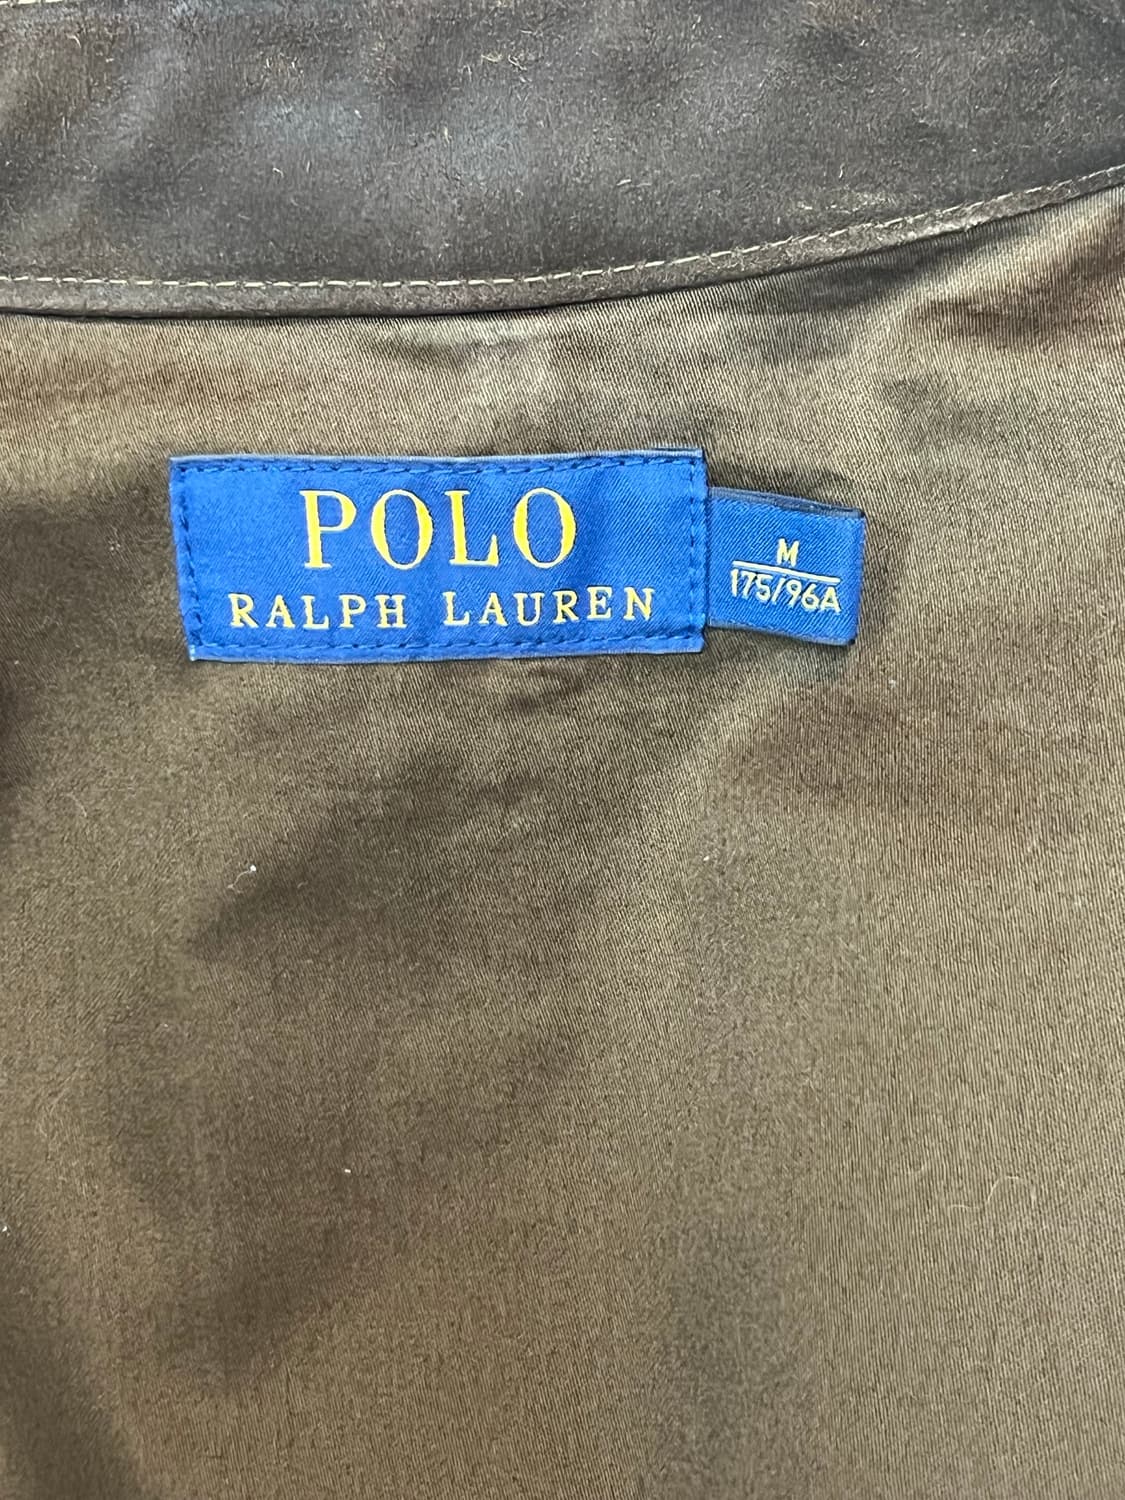 POLO
RALPH LAUREN
M
175/96A